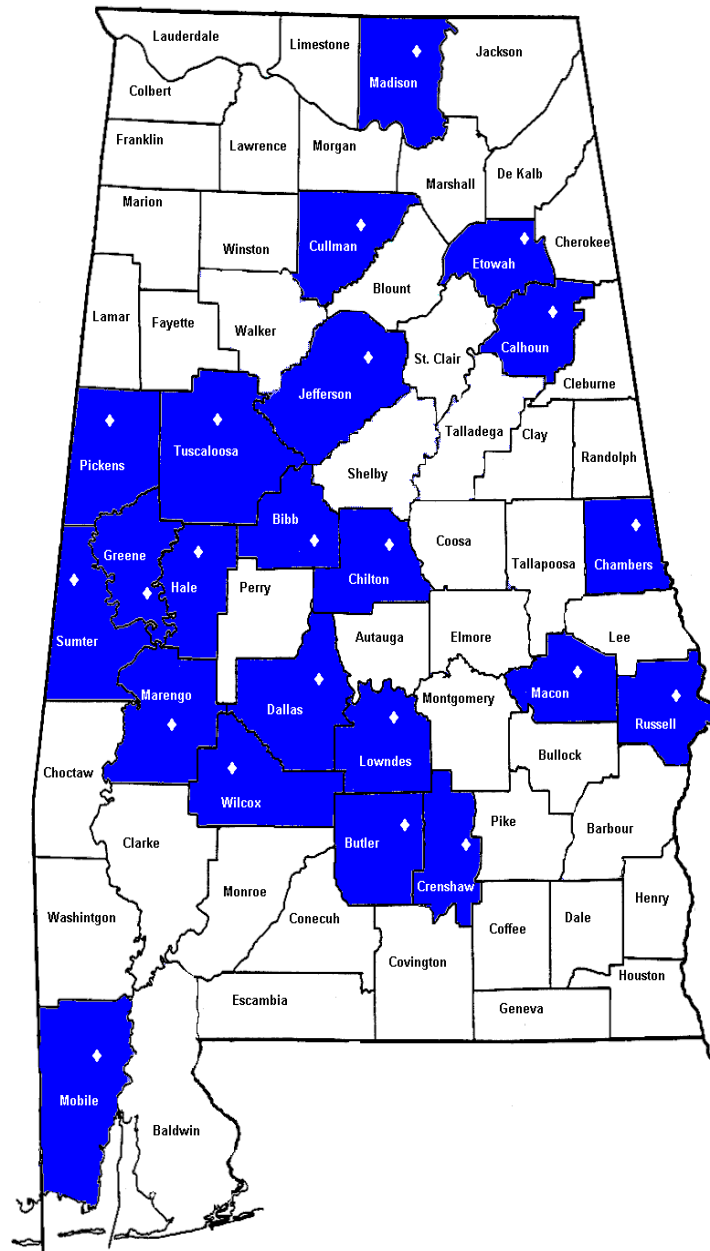 Lauderdale
Limestone
Madison
Jackson
Colbert
Franklin
Lawrence
Morgan
Marshall
De Kalb
Marion
Winston
Cullman
Etowah
Cherokee
Blount
Lamar
Fayette
Walker
St. Clair
Calhoun
Cleburne
Jefferson
Pickens
Tuscaloosa
Shelby
Talladega
Clay
Randolph
Bibb
Greene
Hale
Perry
Chilton
Coosa
Tallapoosa
Chambers
Sumter
Autauga
Elmore
Lee
Marengo
Dallas
Montgomery
Macon
Russell
Choctaw
Wilcox
Lowndes
Bullock
Clarke
Butler
Pike
Barbour
Monroe
Crenshaw
Washintgon
Conecuh
Coffee
Dale
Henry
Covington
Houston
Escambia
Geneva
Mobile
Baldwin